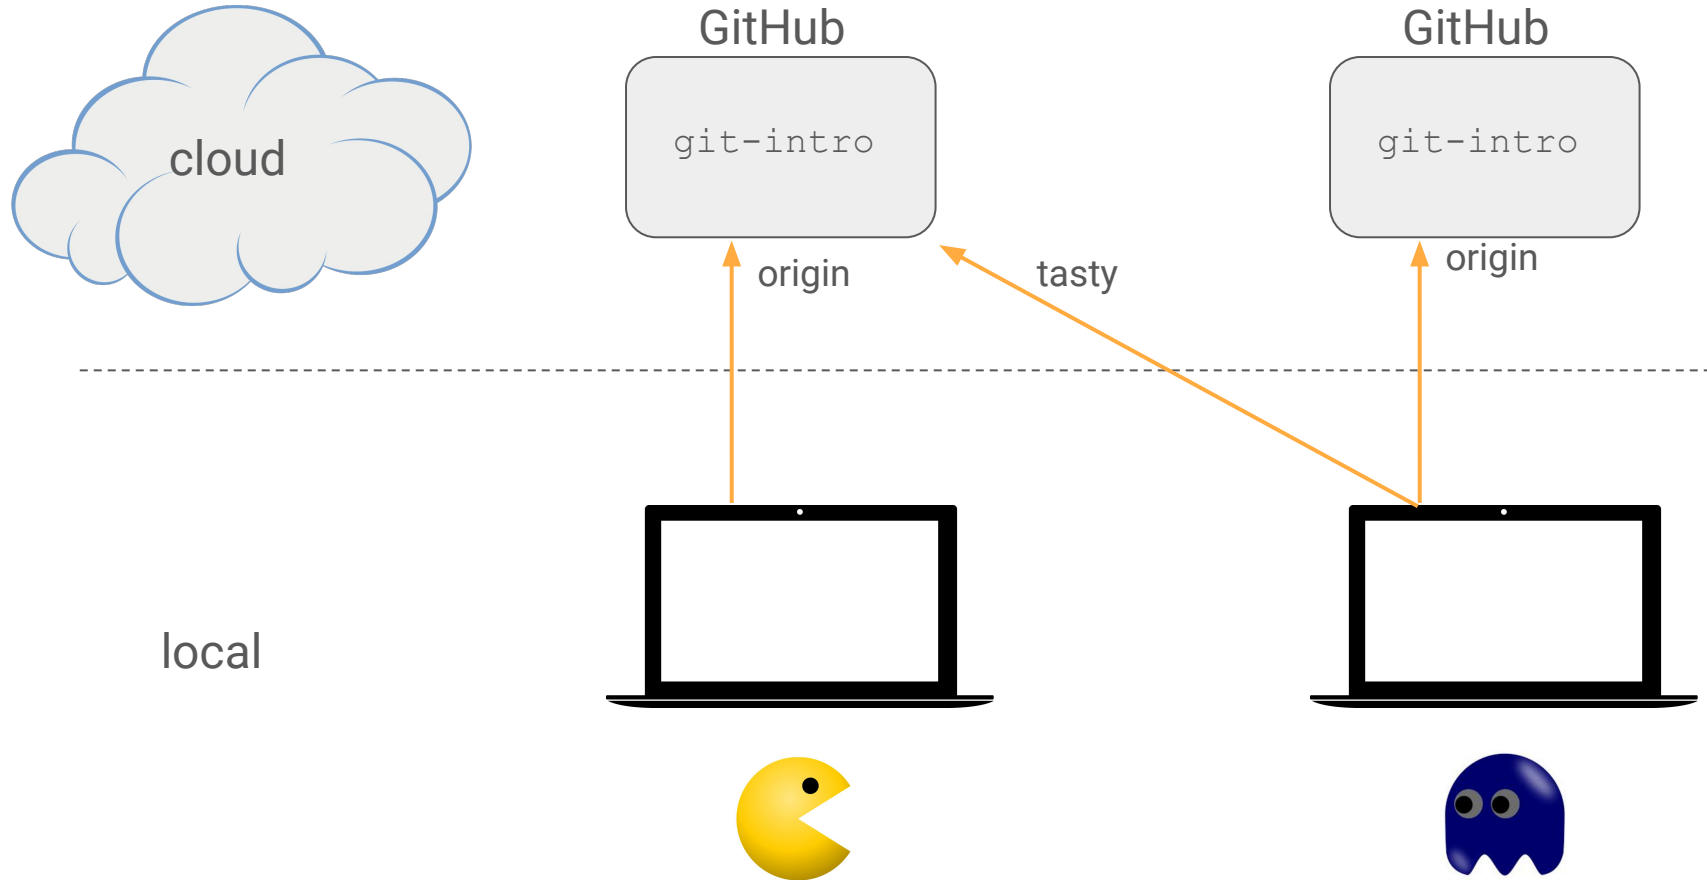 GitHub
GitHub
cloud
git-intro
git-intro
origin
tasty
origin
local